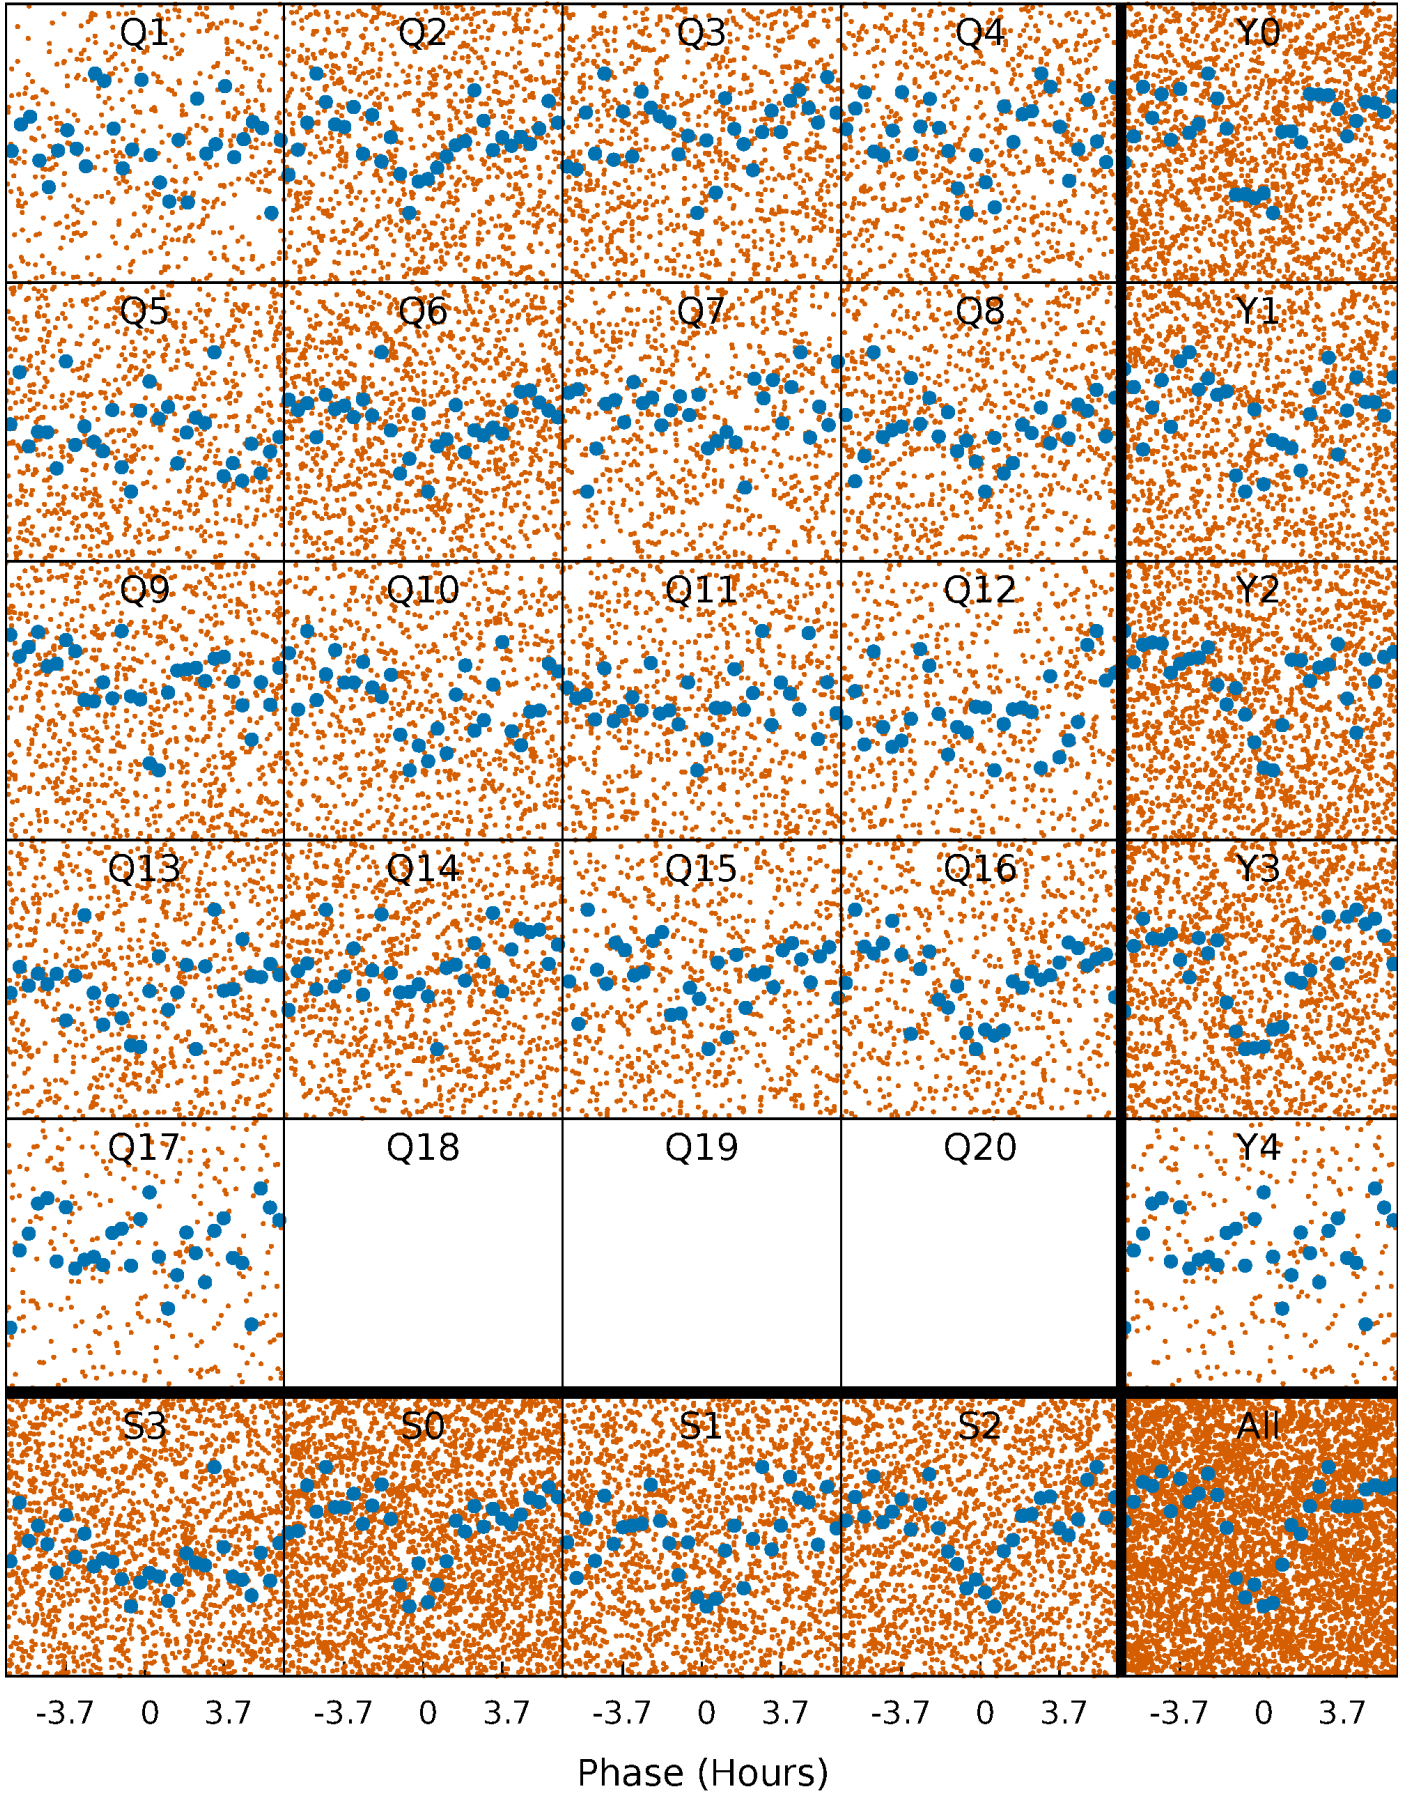 Q1 Q2 Q3 Q4 Y0
Q5 Q6 Q7 Q8 Y1
Q9 Q10 Q11 Q12 Y2
Q13 Q14 Q15 Q16 Y3
Q17 Q18 Q19 Q20 Y4
S3 S0 S1 S2 All
-3.7 0 3.7 -3.7 0 3.7 -3.7 0 3.7 -3.7 0 3.7 -3.7 0 3.7
Phase (Hours)